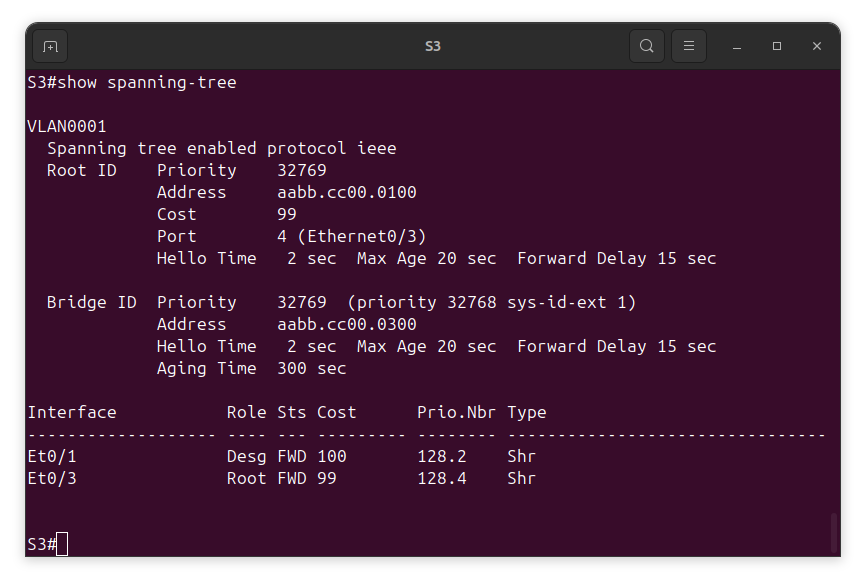 S3
S3#show spanning-tree
VLAN0001
  Spanning tree enabled protocol ieee
  Root ID    Priority    32769
             Address     aabb.cc00.0100
             Cost        99
             Port        4 (Ethernet0/3)
             Hello Time   2 sec  Max Age 20 sec  Forward Delay 15 sec
  Bridge ID  Priority    32769  (priority 32768 sys-id-ext 1)
             Address     aabb.cc00.0300
             Hello Time   2 sec  Max Age 20 sec  Forward Delay 15 sec
             Aging Time  300 sec
Interface           Role Sts Cost      Prio.Nbr Type
------------------- ---- --- --------- -------- --------------------------------
Et0/1               Desg FWD 100       128.2    Shr
Et0/3               Root FWD 99        128.4    Shr
S3#